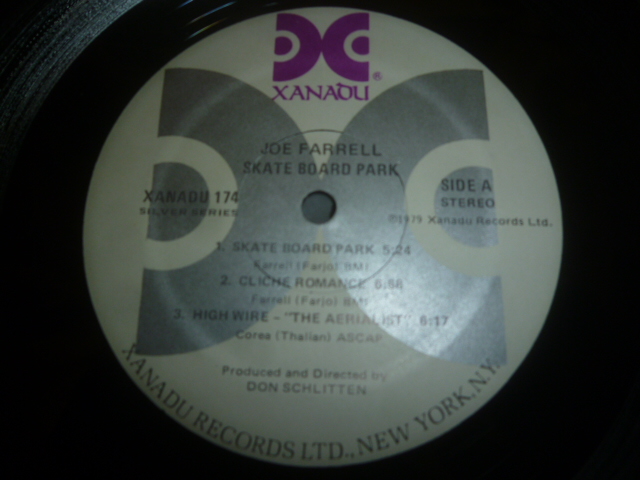 XANADU ®
JOE FARRELL
SKATE BOARD PARK
XANADU 174
SILVER SERIES
SIDE A
STEREO
©1979 Xanadu Records Ltd.
1. SKATE BOARD PARK 5:24
Farrell (Farjo) BMI
2. CLICHE ROMANCE
Farrell (Farjo) BMI
3. HIGH WIRE – "THE AERIALIST" 6:17
Corea (Thalian) ASCAP
Produced and Directed by
DON SCHLITTEN
XANADU RECORDS LTD., NEW YORK, N.Y.